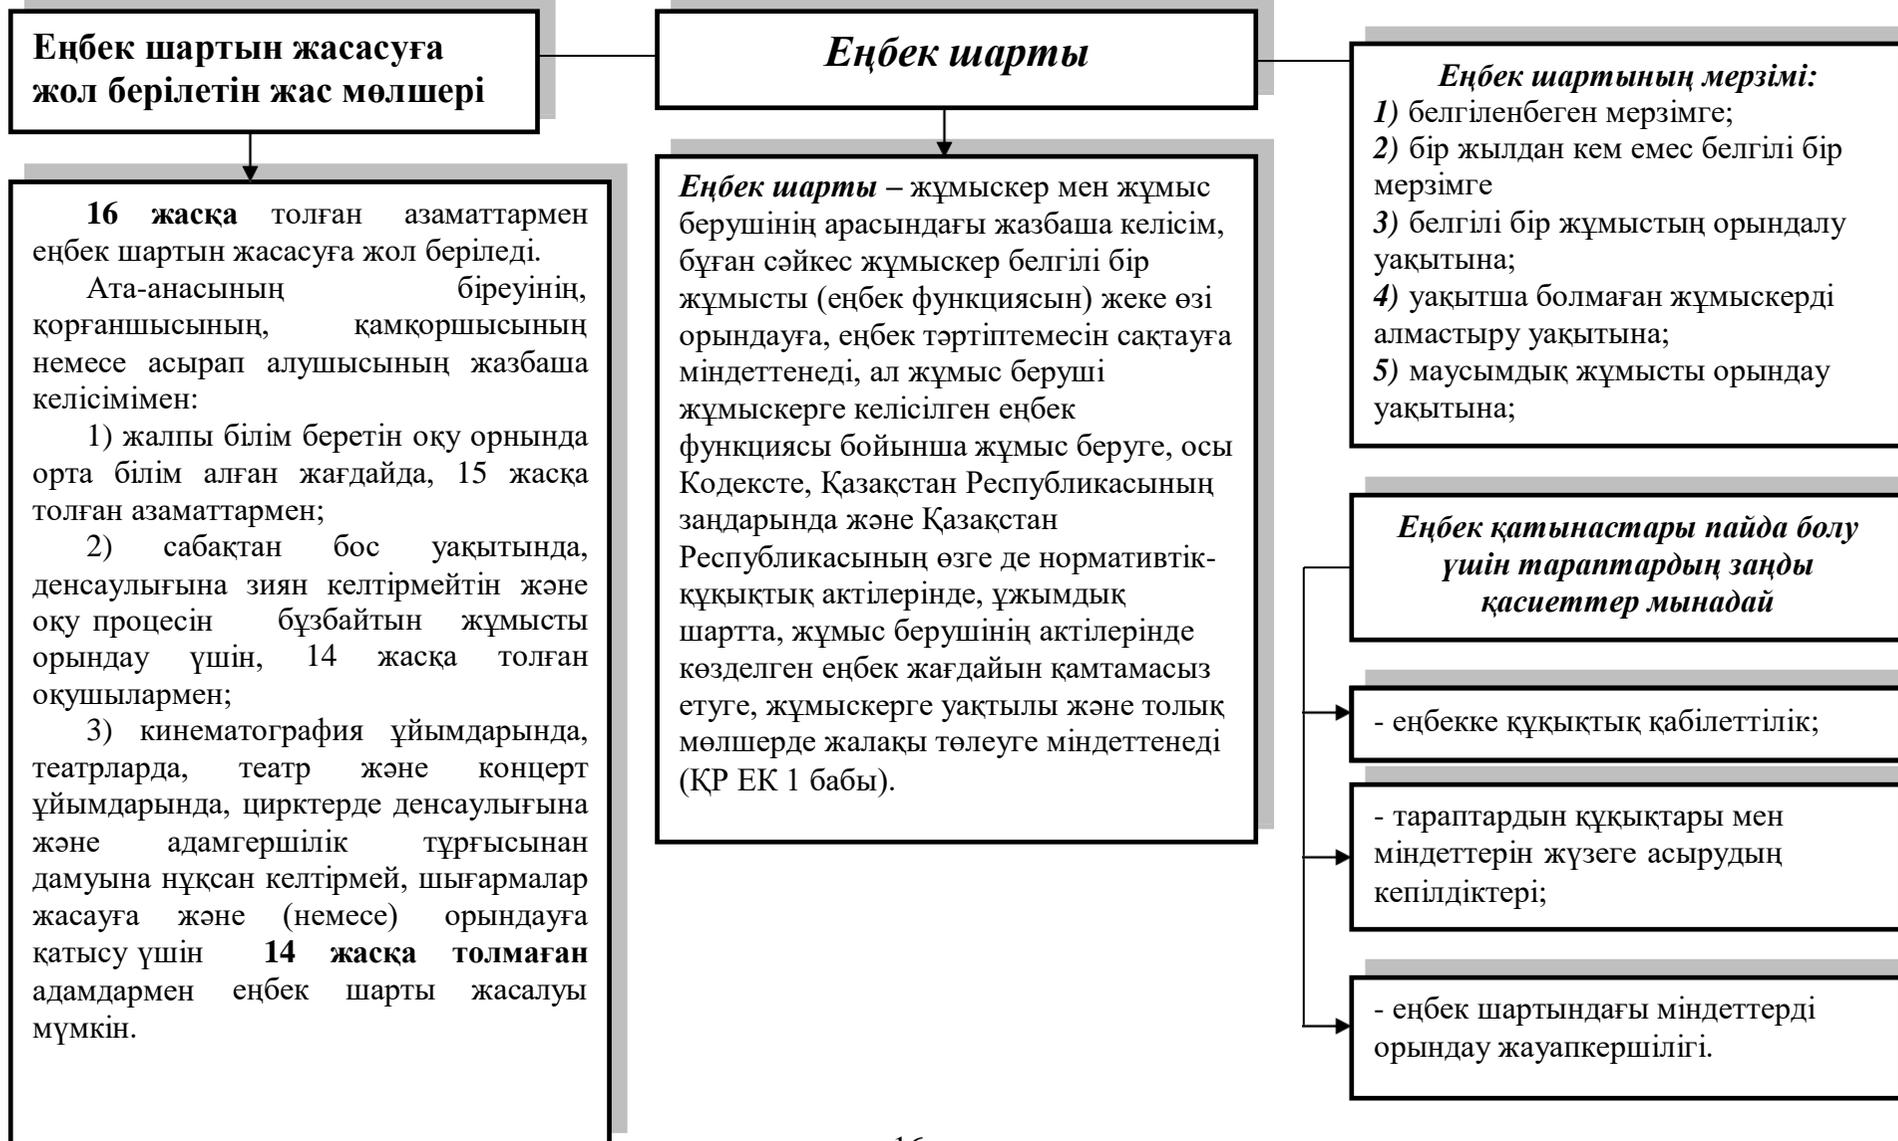 Еңбек шартын жасасуға
жол берілетін жас мөлшері
16 жасқа толған азаматтармен
еңбек шартын жасасуға жол беріледі.
Ата-анасының біреуінің,
қорғаншысының, қамқоршысының
немесе асырап алушысының жазбаша
келісімімен:
1) жалпы білім беретін оқу орнында
орта білім алған жағдайда, 15 жасқа
толған азаматтармен;
2) сабақтан бос уақытында,
денсаулығына зиян келтірмейтін және
оқу процесін бұзбайтын жұмысты
орындау үшін, 14 жасқа толған
оқушылармен;
3) кинематография ұйымдарында,
театрларда, театр және концерт
ұйымдарында, цирктерде денсаулығына
және адамгершілік тұрғысынан
дамуына нұқсан келтірмей, шығармалар
жасауға және (немесе) орындауға
қатысу үшін 14 жасқа толмаған
адамдармен еңбек шарты жасалуы
мүмкін.
Еңбек шарты
Еңбек шарты – жұмыскер мен жұмыс
берушінің арасындағы жазбаша келісім,
бұған сәйкес жұмыскер белгілі бір
жұмысты (еңбек функциясын) жеке өзі
орындауға, еңбек тәртіптемесін сақтауға
міндеттенеді, ал жұмыс беруші
жұмыскерге келісілген еңбек
функциясы бойынша жұмыс беруге, осы
Кодексте, Қазақстан Республикасының
заңдарында және Қазақстан
Республикасының өзге де нормативтік-
құқықтық актілерінде, ұжымдық
шартта, жұмыс берушінің актілерінде
көзделген еңбек жағдайын қамтамасыз
етуге, жұмыскерге уақтылы және толық
мөлшерде жалақы төлеуге міндеттенеді
(ҚР ЕК 1 бабы).
Еңбек шартының мерзімі:
1) белгіленбеген мерзімге;
2) бір жылдан кем емес белгілі бір
мерзімге
3) белгілі бір жұмыстың орындалу
уақытына;
4) уақытша болмаған жұмыскерді
алмастыру уақытына;
5) маусымдық жұмысты орындау
уақытына;
Еңбек қатынастары пайда болу
үшін тараптардың заңды
қасиеттер мынадай
- еңбекке құқықтық қабілеттілік;
- тараптардын құқықтары мен
міндеттерін жүзеге асырудың
кепілдіктері;
- еңбек шартындағы міндеттерді
орындау жауапкершілігі.
16